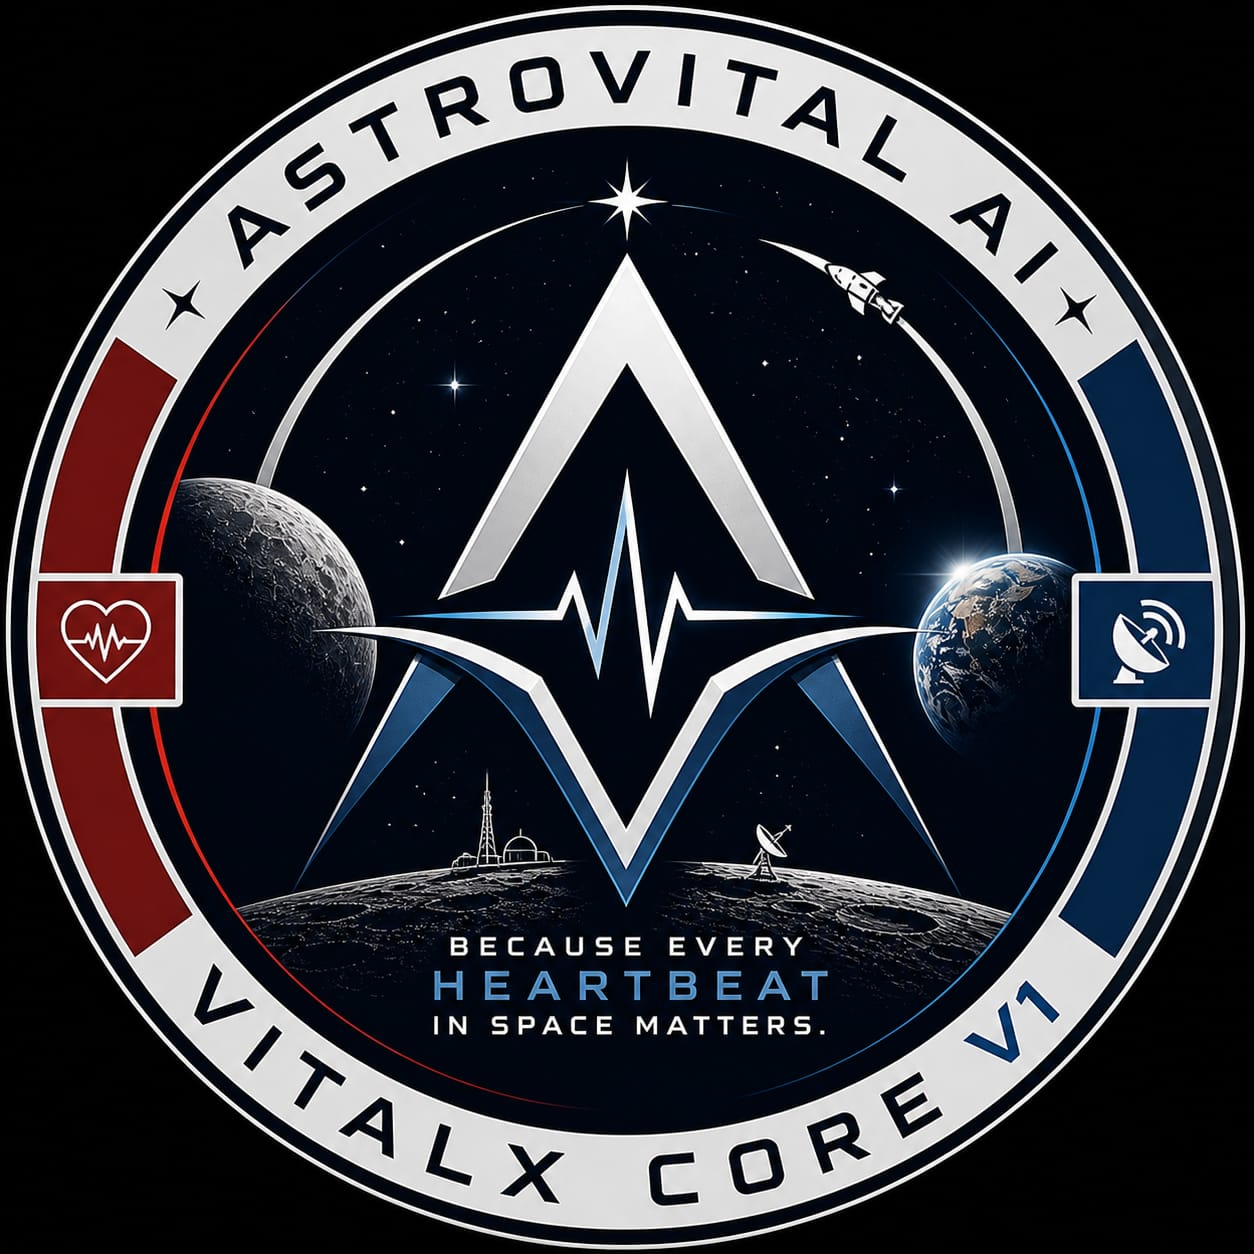 ASTROVITAL AI
BECAUSE EVERY
HEARTBEAT
IN SPACE MATTERS.
VITALX CORE V1